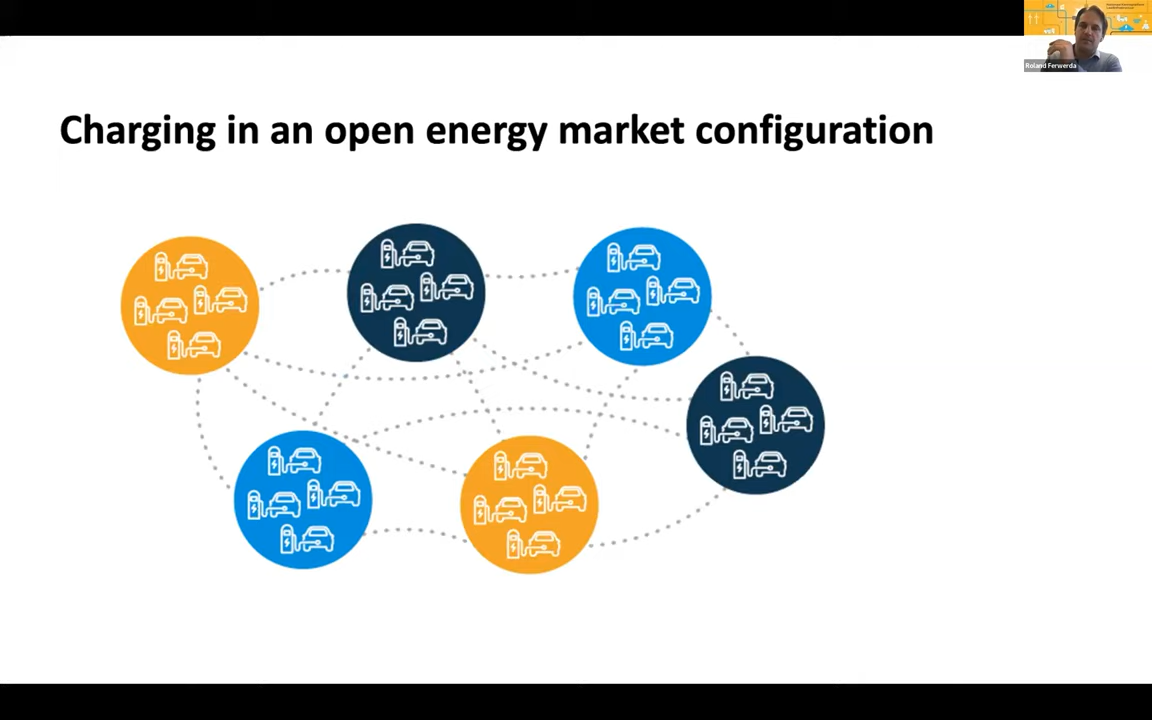 Charging in an open energy market configuration
Roland Ferwerda